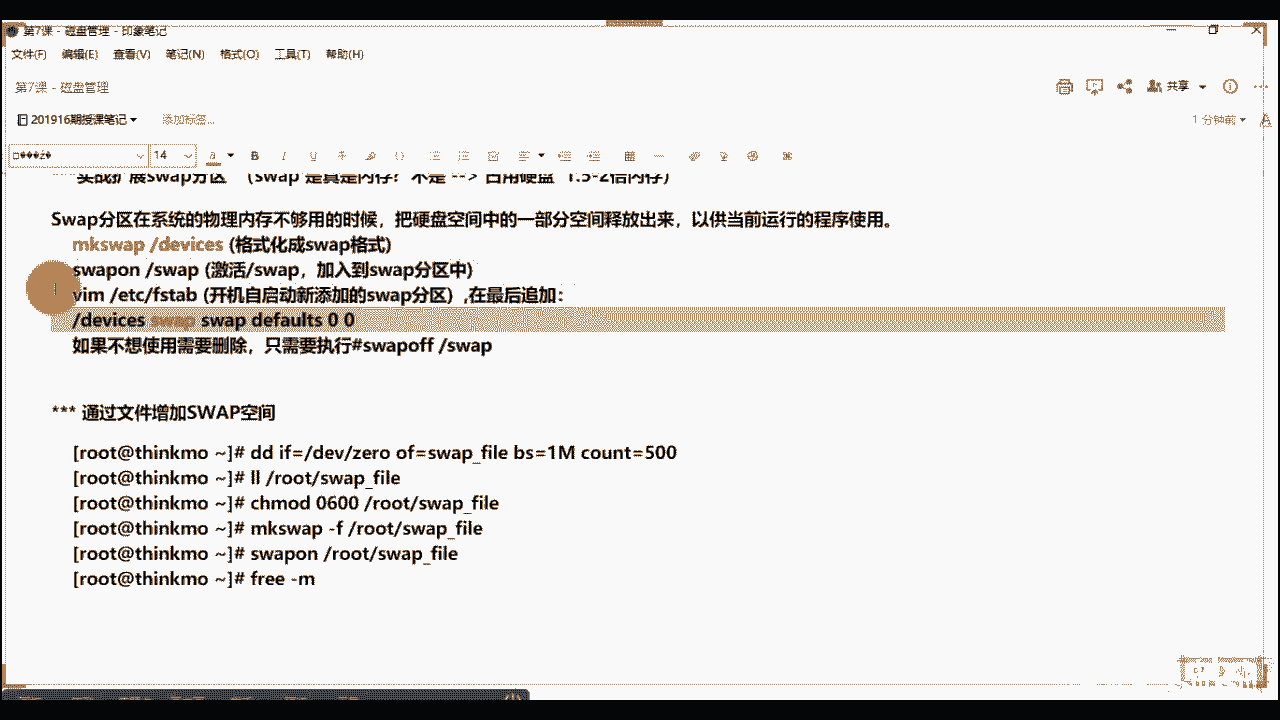 第7课 - 磁盘管理 - 印象笔记
文件(F) 编辑(E) 查看(V) 笔记(N) 格式(O) 工具(T) 帮助(H)
第7课 - 磁盘管理
共享
201916期授课笔记
添加标签...
1 分钟前
14
实战扩展swap分区 (swap 是真是内存？不是 --> 占用硬盘 1.5-2倍内存)
Swap分区在系统的物理内存不够用的时候，把硬盘空间中的一部分空间释放出来，以供当前运行的程序使用。
mkswap /devices (格式化成swap格式)
swapon /swap (激活/swap，加入到swap分区中)
vim /etc/fstab (开机自启动新添加的swap分区) ,在最后追加：
/devices swap swap defaults 0 0
如果不想使用需要删除，只需要执行#swapoff /swap
*** 通过文件增加SWAP空间
[root@thinkmo ~]# dd if=/dev/zero of=swap_file bs=1M count=500
[root@thinkmo ~]# ll /root/swap_file
[root@thinkmo ~]# chmod 0600 /root/swap_file
[root@thinkmo ~]# mkswap -f /root/swap_file
[root@thinkmo ~]# swapon /root/swap_file
[root@thinkmo ~]# free -m